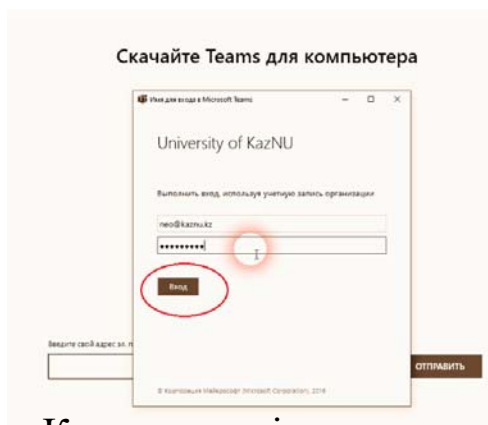 Скачайте Teams для компьютера
Имя для входа в Microsoft Teams
University of KazNU
Выполнить вход, используя учетную запись организации
neo@kaznu.kz
•••••••••
Вход
Введите свой адрес эл. п
ОТПРАВИТЬ
© Корпорация Майкрософт (Microsoft Corporation), 2016